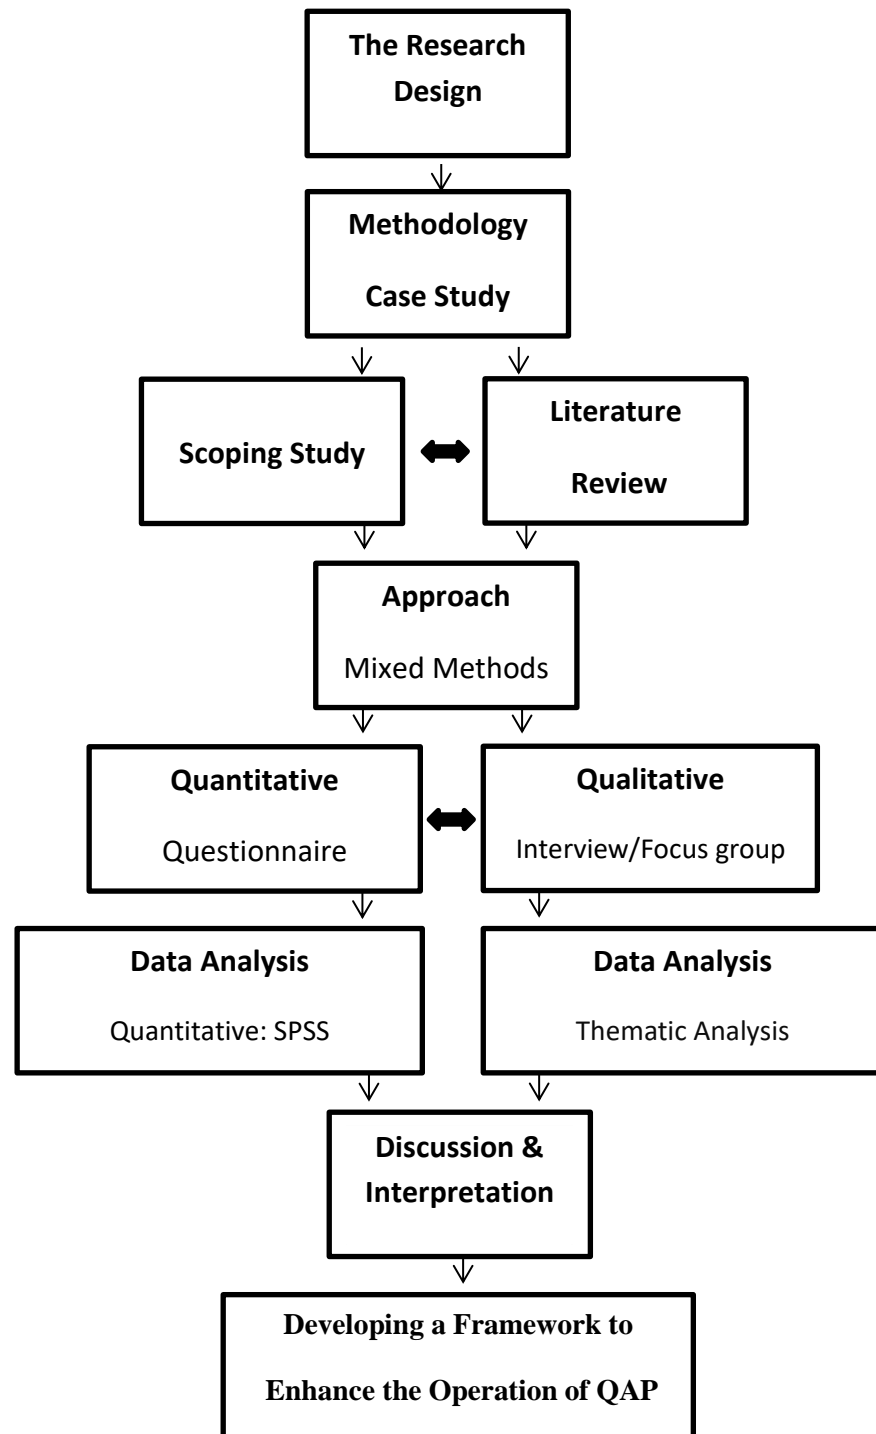 The Research
Design
Methodology
Case Study
Scoping Study
Literature
Review
Approach
Mixed Methods
Quantitative
Questionnaire
Qualitative
Interview/Focus group
Data Analysis
Quantitative: SPSS
Data Analysis
Thematic Analysis
Discussion &
Interpretation
Developing a Framework to
Enhance the Operation of QAP